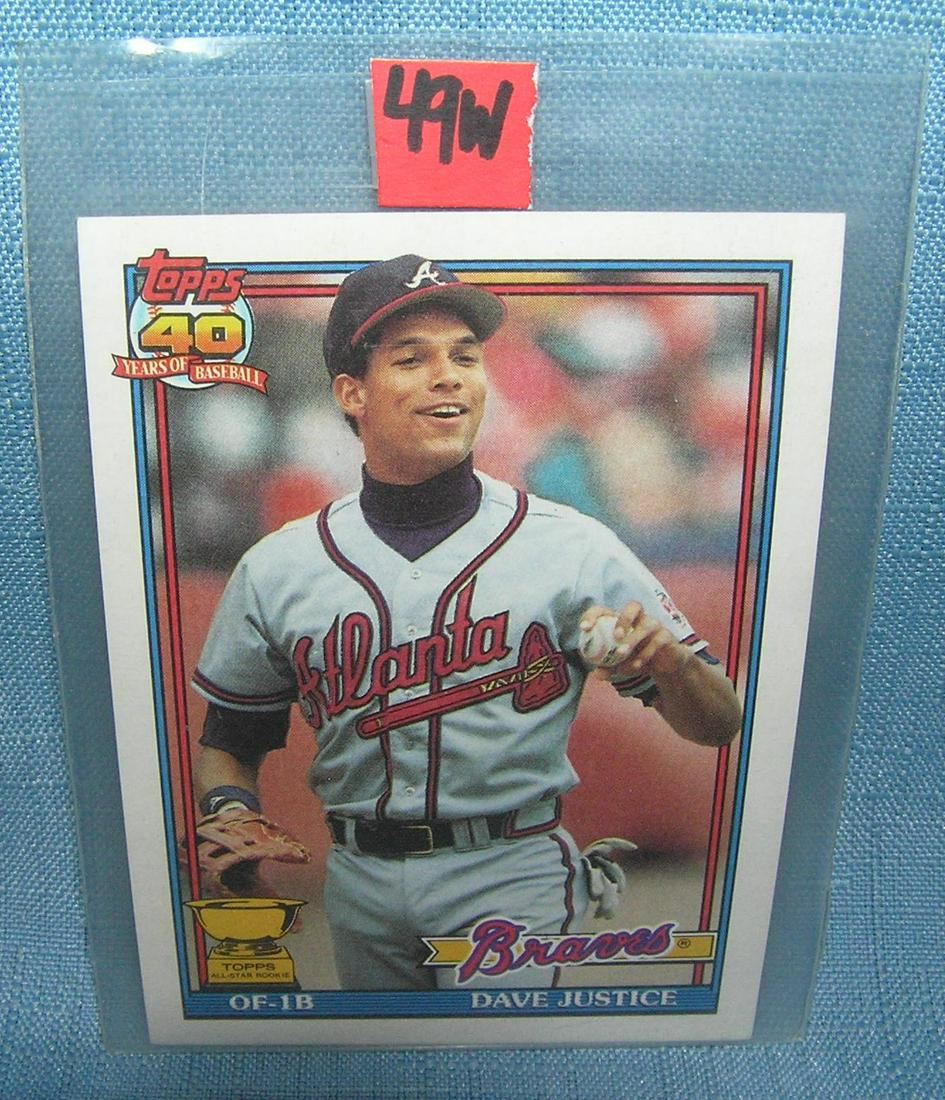 49W
TOPPS
40
YEARS OF BASEBALL
A
Atlanta
TOPPS
ALL-STAR ROOKIE
Braves®
OF-1B DAVE JUSTICE